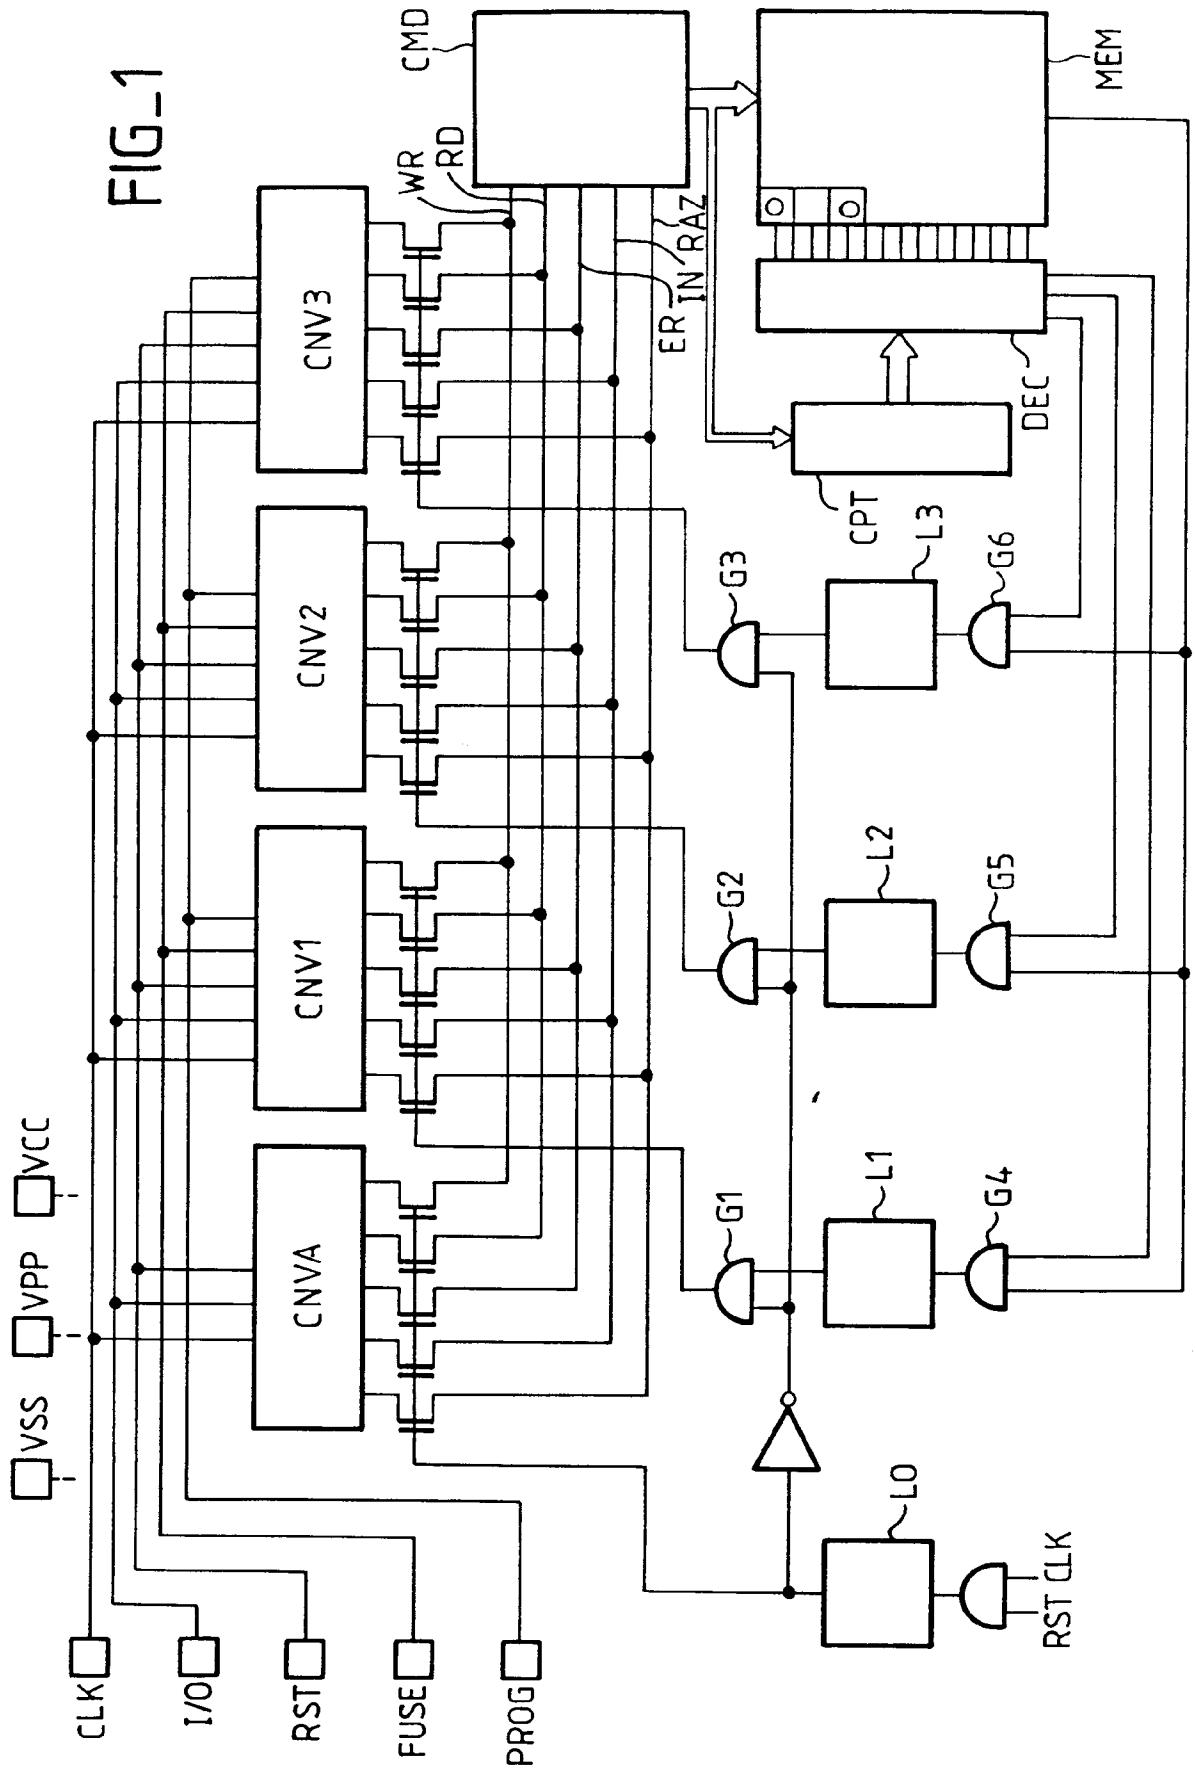 FIG_1
VSS
VPP
VCC
CLK
I/O
RST
FUSE
PROG
CNVA
CNV1
CNV2
CNV3
CMD
WR
RD
ER
IN
RAZ
MEM
O
O
DEC
CPT
G1
G2
G3
L1
L2
L3
G4
G5
G6
L0
RST CLK